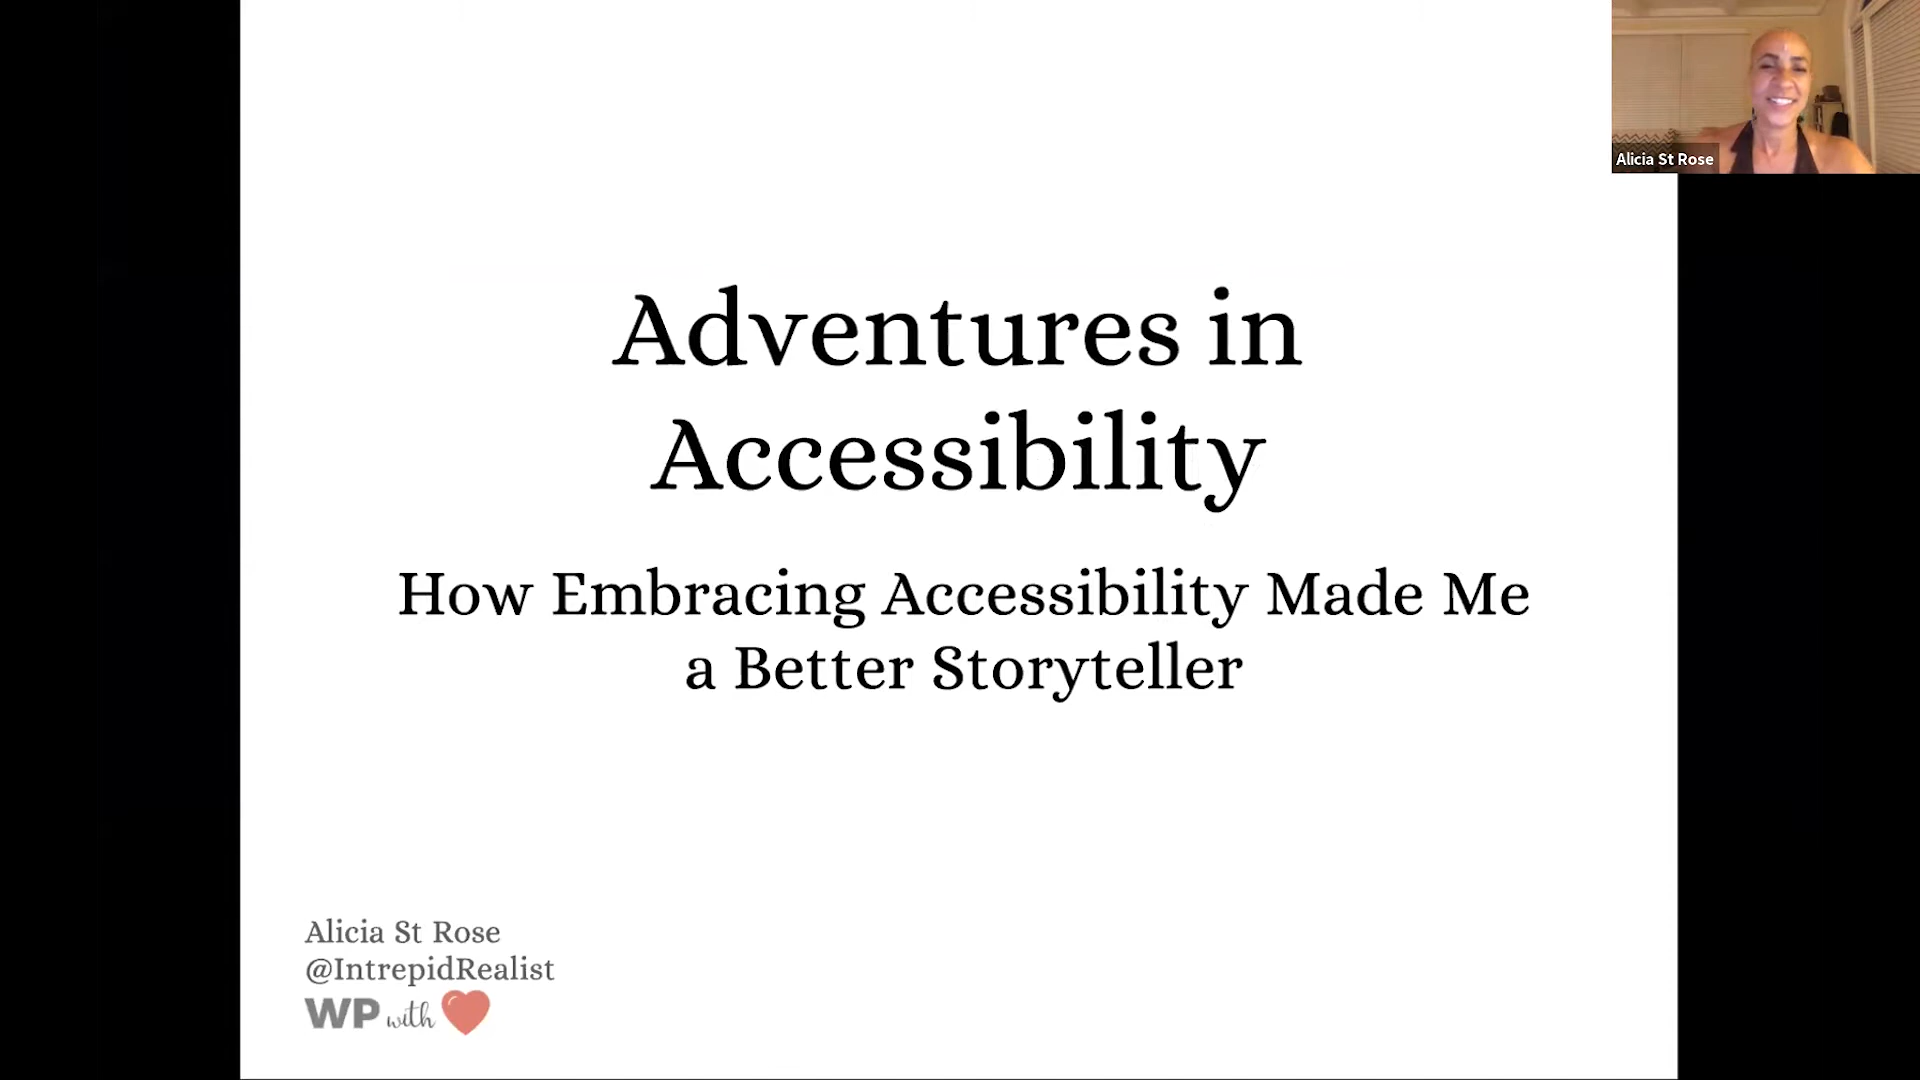 Alicia St Rose
Adventures in
Accessibility
How Embracing Accessibility Made Me
a Better Storyteller
Alicia St Rose
@IntrepidRealist
WP with